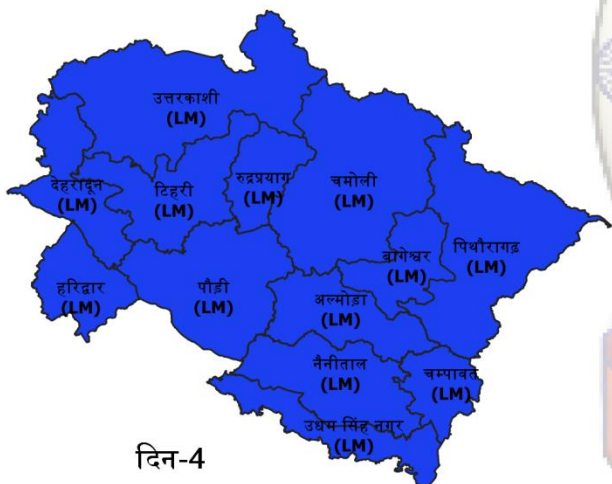 उत्तरकाशी
(LM)
देहरादून
(LM)
टिहरी
(LM)
रुद्रप्रयाग
(LM)
चमोली
(LM)
बागेश्वर
(LM)
पिथौरागढ़
(LM)
हरिद्वार
(LM)
पौड़ी
(LM)
अल्मोड़ा
(LM)
नैनीताल
(LM)
चम्पावत
(LM)
उधम सिंह नगर
(LM)
दिन-4